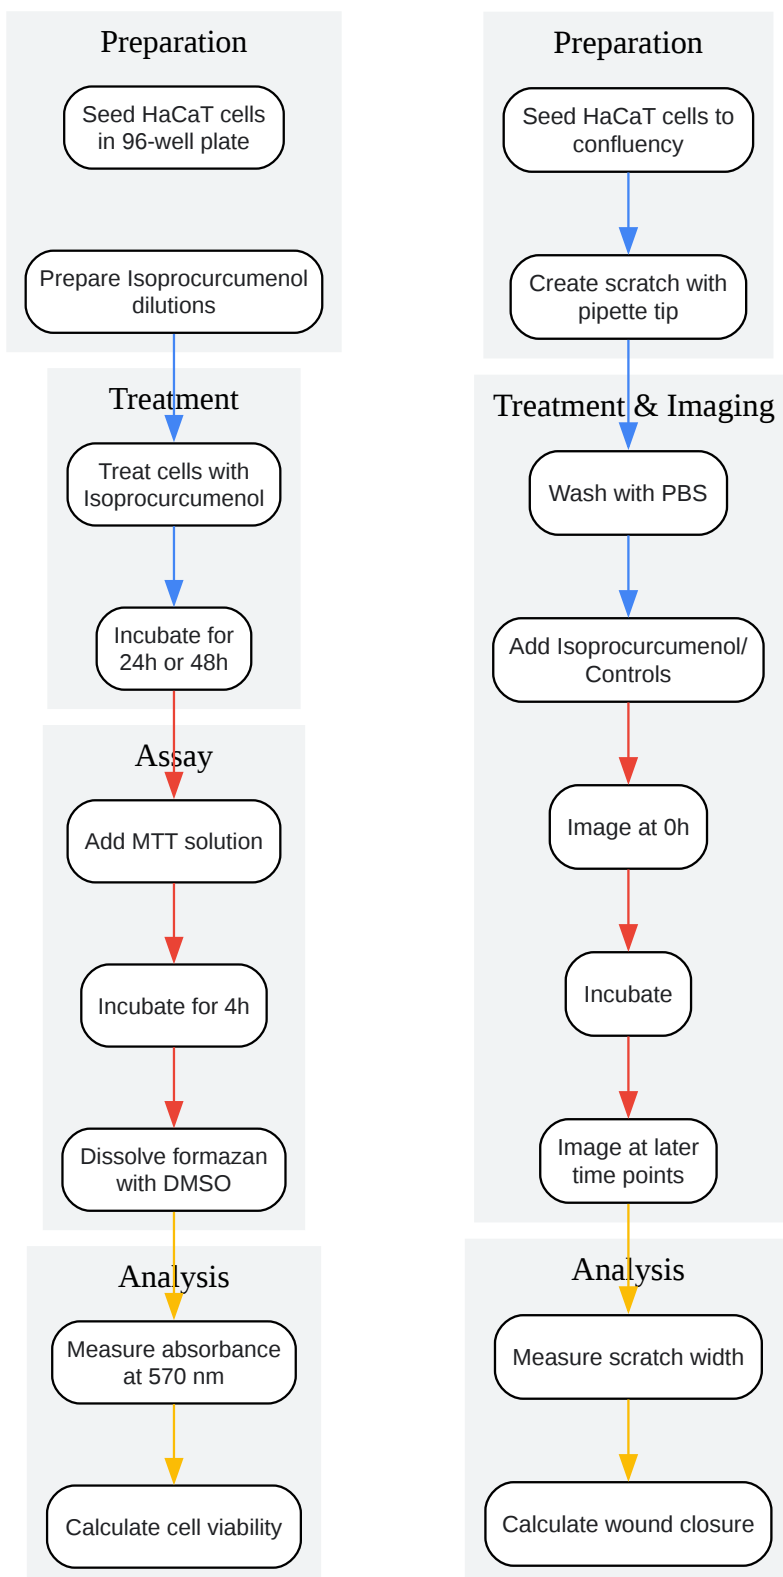 Preparation
Seed HaCaT cells
in 96-well plate
Prepare Isoprocurcumenol
dilutions
Treatment
Treat cells with
Isoprocurcumenol
Incubate for
24h or 48h
Assay
Add MTT solution
Incubate for 4h
Dissolve formazan
with DMSO
Analysis
Measure absorbance
at 570 nm
Calculate cell viability
Preparation
Seed HaCaT cells to
confluency
Create scratch with
pipette tip
Treatment & Imaging
Wash with PBS
Add Isoprocurcumenol/
Controls
Image at 0h
Incubate
Image at later
time points
Analysis
Measure scratch width
Calculate wound closure